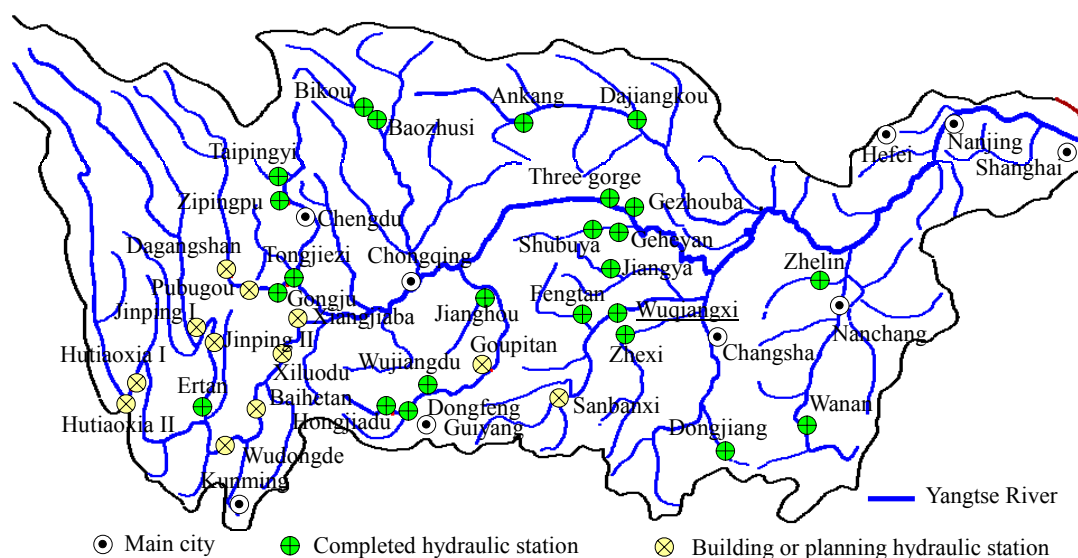 Bikou
Ankang
Dajiangkou
Baozhusi
Hefei
Nanjing
Shanghai
Taipingyi
Three gorge
Zipingpu
Gezhouba
Chengdu
Dagangshan
Tongjiezi
Chongqing
Shubuya
Geheyan
Zhelin
Jiangya
Pubugou
Gongju
Fengtan
Jinping I
Xiangjiaba
Jianghou
Wuqiangxi
Nanchang
Jinping II
Goupitan
Zhexi
Changsha
Hutiaoxia I
Wujiangdu
Xiluodu
Ertan
Baihetan
Sanbanxi
Wanan
Hutiaoxia II
Hongjiadu
Dongfeng
Guiyang
Dongjiang
Wudongde
Kunming
Yangtse River
Main city
Completed hydraulic station
Building or planning hydraulic station